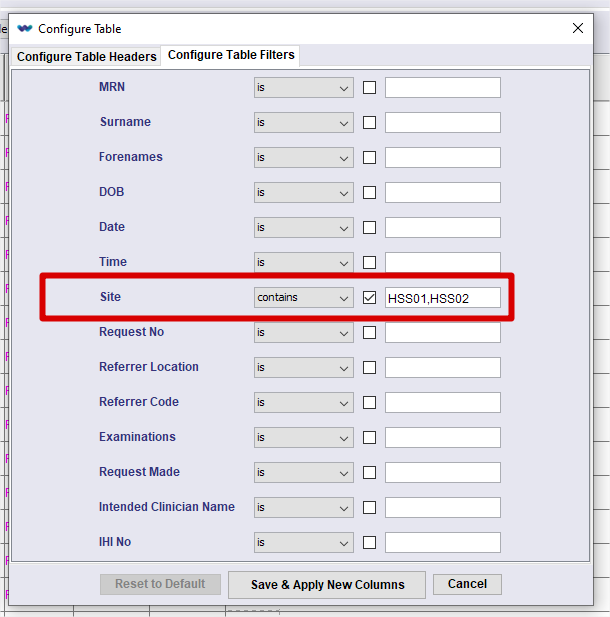 Configure Table
Configure Table Headers Configure Table Filters
MRN is
Surname is
Forenames is
DOB is
Date is
Time is
Site contains HSS01,HSS02
Request No is
Referrer Location is
Referrer Code is
Examinations is
Request Made is
Intended Clinician Name is
IHI No is
Reset to Default Save & Apply New Columns Cancel